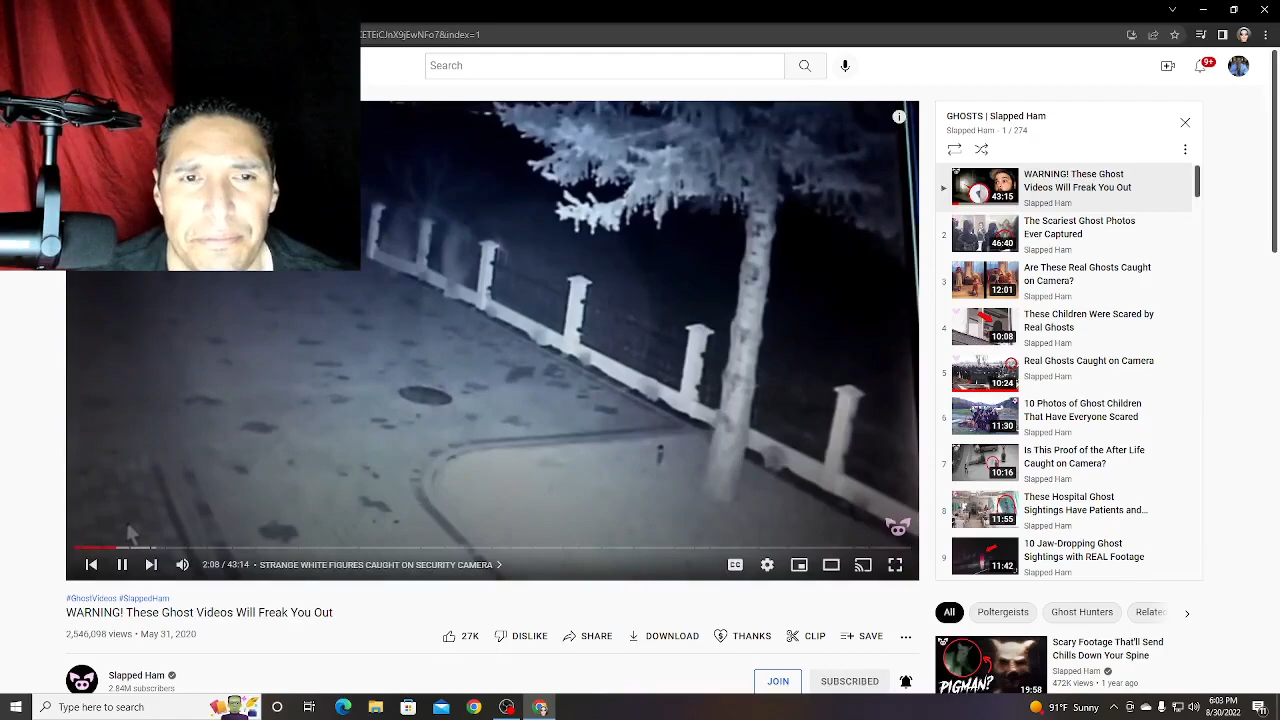 ETEiCJnX9jEwNFo7&index=1
Search
9+
GHOSTS | Slapped Ham
Slapped Ham - 1 / 274
43:15
WARNING! These Ghost
Videos Will Freak You Out
Slapped Ham
2
46:40
The Scariest Ghost Photos
Ever Captured
Slapped Ham
3
12:01
Are These Real Ghosts Caught
on Camera?
Slapped Ham
4
10:08
These Children Were Scared by
Real Ghosts
Slapped Ham
5
10:24
Real Ghosts Caught on Camera
Slapped Ham
6
11:30
10 Photos of Ghost Children
That Have Everyone Scared
Slapped Ham
7
10:16
Is This Proof of the After Life
Caught on Camera?
Slapped Ham
8
11:55
These Hospital Ghost
Sightings Have Patients and...
Slapped Ham
9
11:42
10 Jaw-Dropping Ghost
Sightings with REAL Footage
Slapped Ham
2:08 / 43:14 • STRANGE WHITE FIGURES CAUGHT ON SECURITY CAMERA
CC
#GhostVideos #SlappedHam
WARNING! These Ghost Videos Will Freak You Out
2,546,098 views • May 31, 2020
27K DISLIKE SHARE DOWNLOAD THANKS CLIP SAVE
Slapped Ham
2.84M subscribers
JOIN SUBSCRIBED
All Poltergeists Ghost Hunters Related
PIGMAN?
19:58
Scary Footage That'll Send
Chills Down Your Spine
Slapped Ham
472K views • 1 year ago
Type here to search
91°F Sunny
6:03 PM
8/30/2022